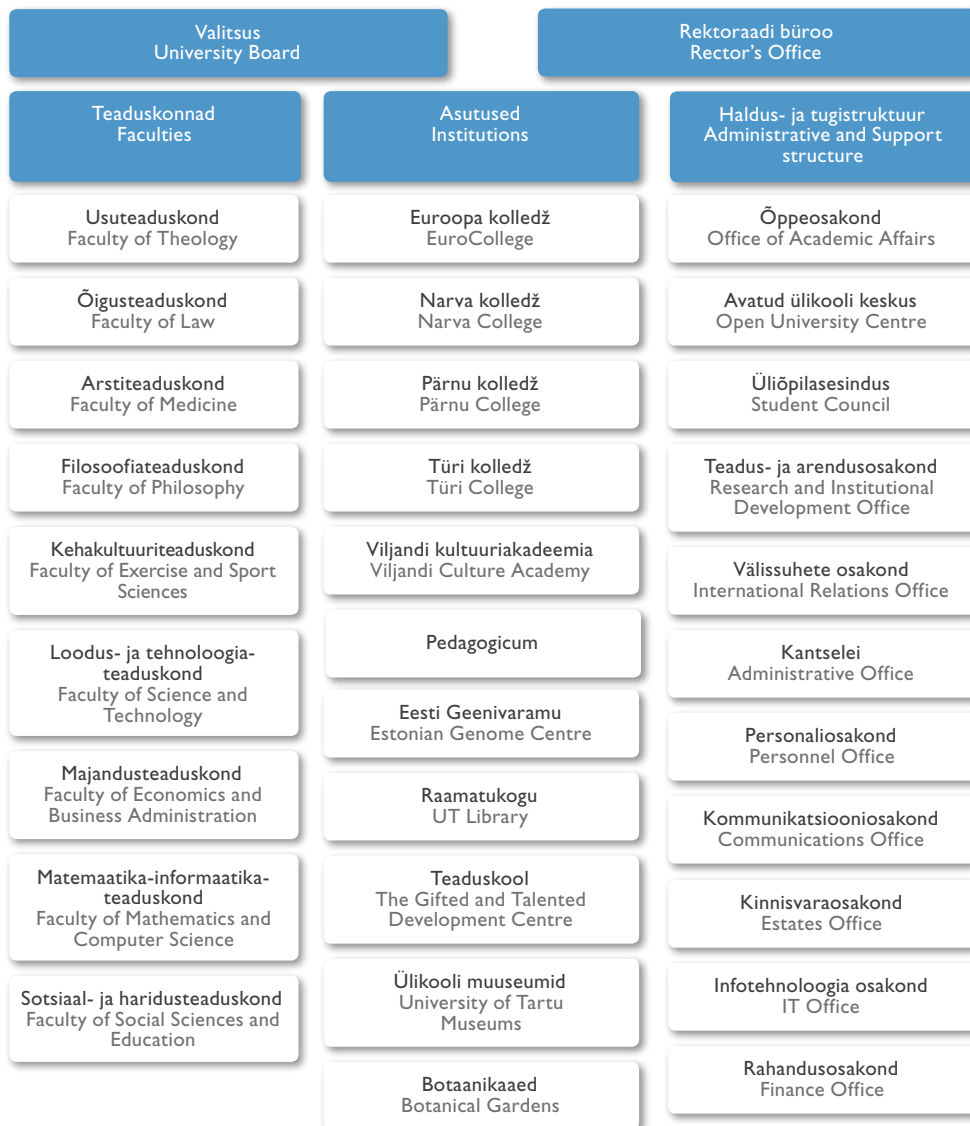 Valitsus
University Board
Rektoraadi büroo
Rector's Office
Teaduskonnad
Faculties
Usuteaduskond
Faculty of Theology
Õigusteaduskond
Faculty of Law
Arstiteaduskond
Faculty of Medicine
Filosoofiateaduskond
Faculty of Philosophy
Kehakultuuriteaduskond
Faculty of Exercise and Sport
Sciences
Loodus- ja tehnoloogia-
teaduskond
Faculty of Science and
Technology
Majandusteaduskond
Faculty of Economics and
Business Administration
Matemaatika-informaatika-
teaduskond
Faculty of Mathematics and
Computer Science
Sotsiaal- ja haridusteaduskond
Faculty of Social Sciences and
Education
Asutused
Institutions
Euroopa kolledž
EuroCollege
Narva kolledž
Narva College
Pärnu kolledž
Pärnu College
Türi kolledž
Türi College
Viljandi kultuuriakadeemia
Viljandi Culture Academy
Pedagogicum
Eesti Geenivaramu
Estonian Genome Centre
Raamatukogu
UT Library
Teaduskool
The Gifted and Talented
Development Centre
Ülikooli muuseumid
University of Tartu
Museums
Botaanikaaed
Botanical Gardens
Haldus- ja tugistruktuur
Administrative and Support
structure
Õppeosakond
Office of Academic Affairs
Avatud ülikooli keskus
Open University Centre
Üliõpilasesindus
Student Council
Teadus- ja arendusosakond
Research and Institutional
Development Office
Välissuhete osakond
International Relations Office
Kantselei
Administrative Office
Personaliosakond
Personnel Office
Kommunikatsiooniosakond
Communications Office
Kinnisvaraosakond
Estates Office
Infotehnoloogia osakond
IT Office
Rahandusosakond
Finance Office